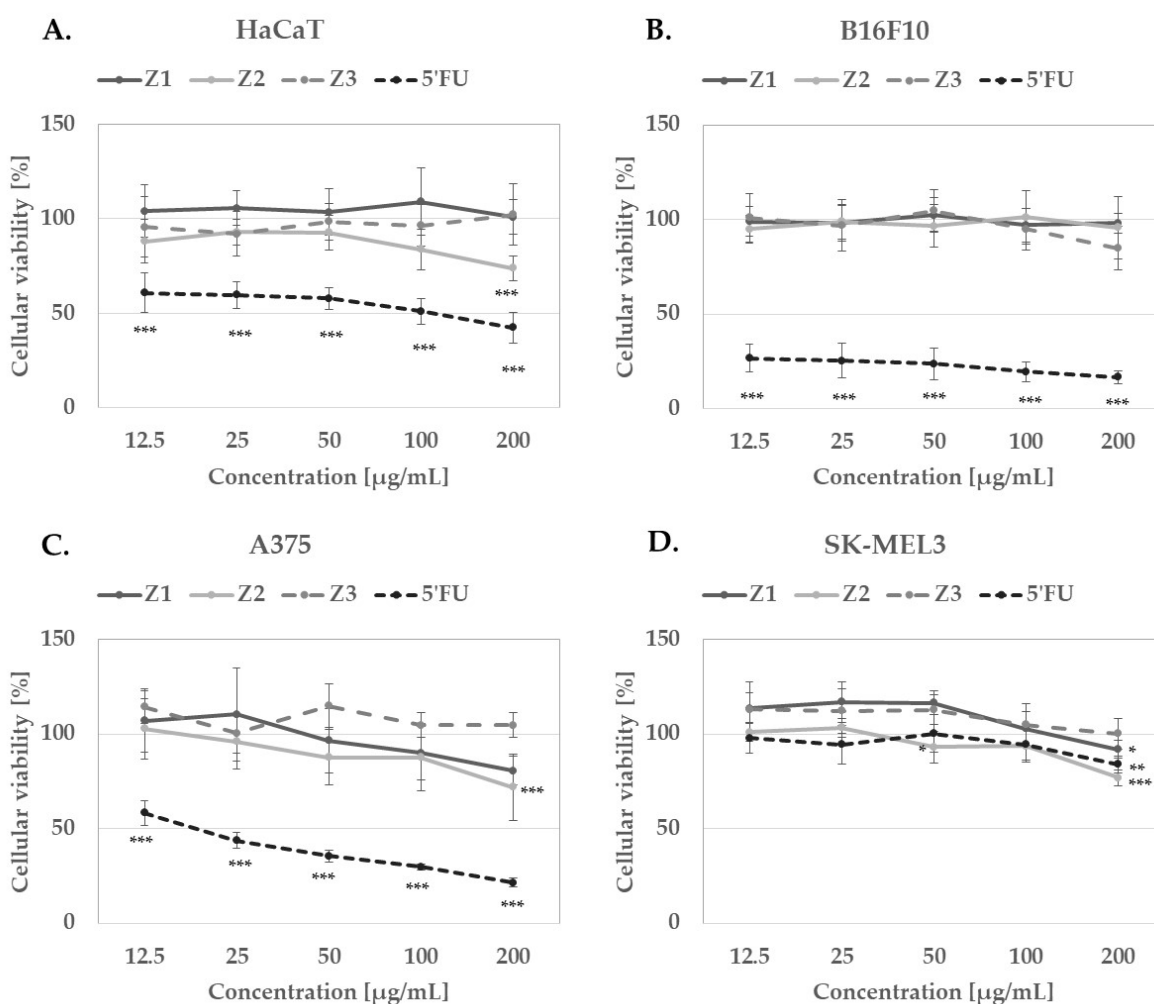 A. HaCaT
Z1 Z2 Z3 5'FU
Cellular viability [%]
150
100
50
0
***
*** *** *** *** ***
12.5 25 50 100 200
Concentration [µg/mL]
B. B16F10
Z1 Z2 Z3 5'FU
Cellular viability [%]
150
100
50
0
*** *** *** *** ***
12.5 25 50 100 200
Concentration [µg/mL]
C. A375
Z1 Z2 Z3 5'FU
Cellular viability [%]
150
100
50
0
***
*** *** *** *** ***
12.5 25 50 100 200
Concentration [µg/mL]
D. SK-MEL3
Z1 Z2 Z3 5'FU
Cellular viability [%]
150
100
50
0
* *
**
***
12.5 25 50 100 200
Concentration [µg/mL]